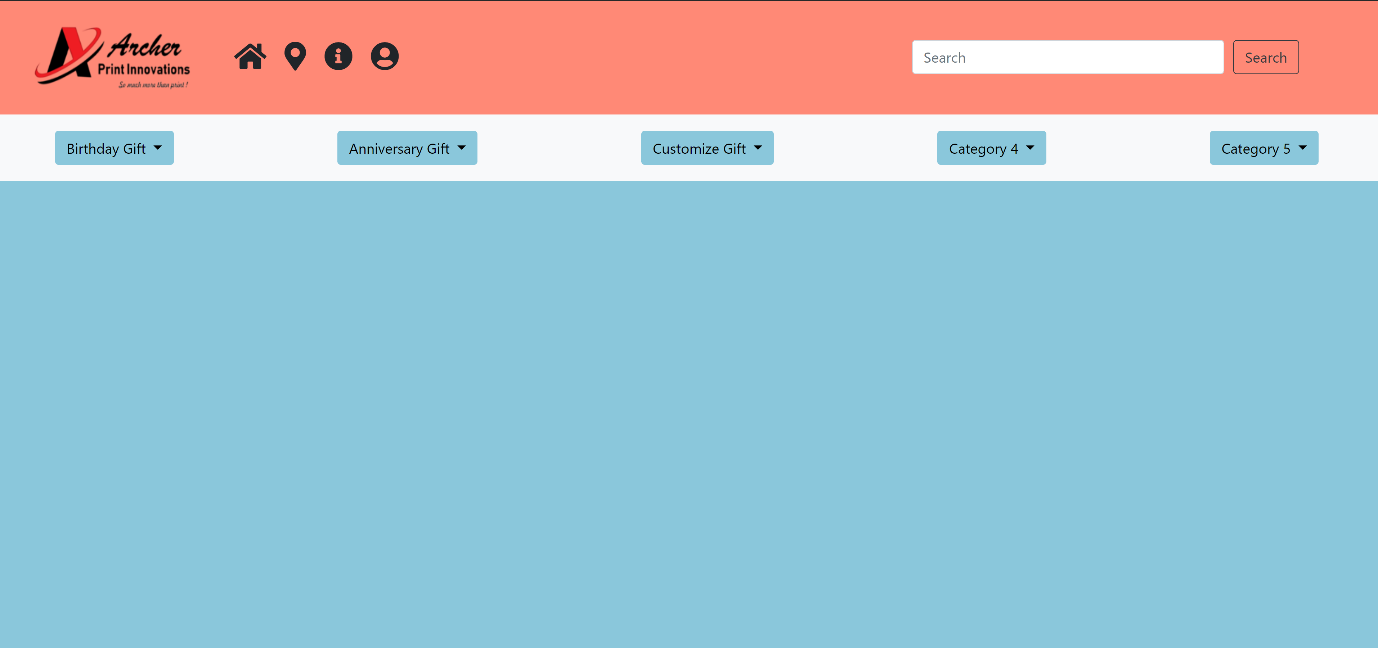 Archer
Print Innovations
So much more than print !
Search
Search
Birthday Gift
Anniversary Gift
Customize Gift
Category 4
Category 5